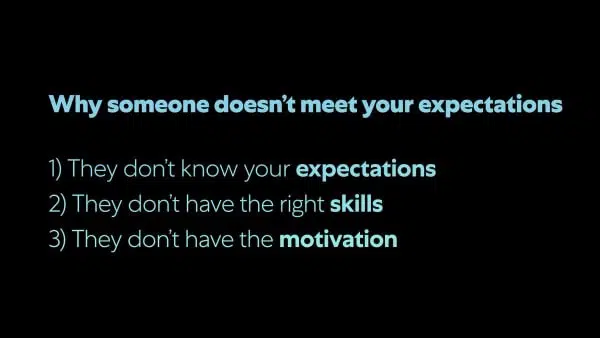 Why someone doesn’t meet your expectations
1) They don’t know your expectations
2) They don’t have the right skills
3) They don’t have the motivation